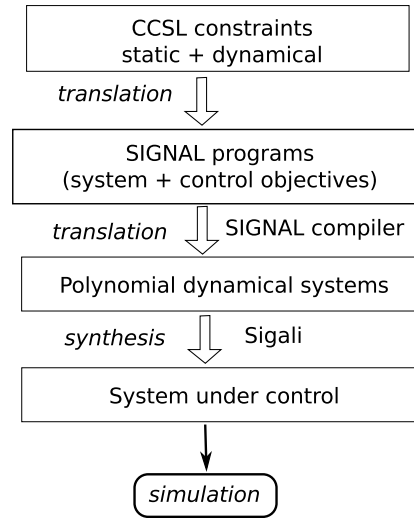 CCSL constraints
static + dynamical
translation
SIGNAL programs
(system + control objectives)
translation SIGNAL compiler
Polynomial dynamical systems
synthesis Sigali
System under control
simulation